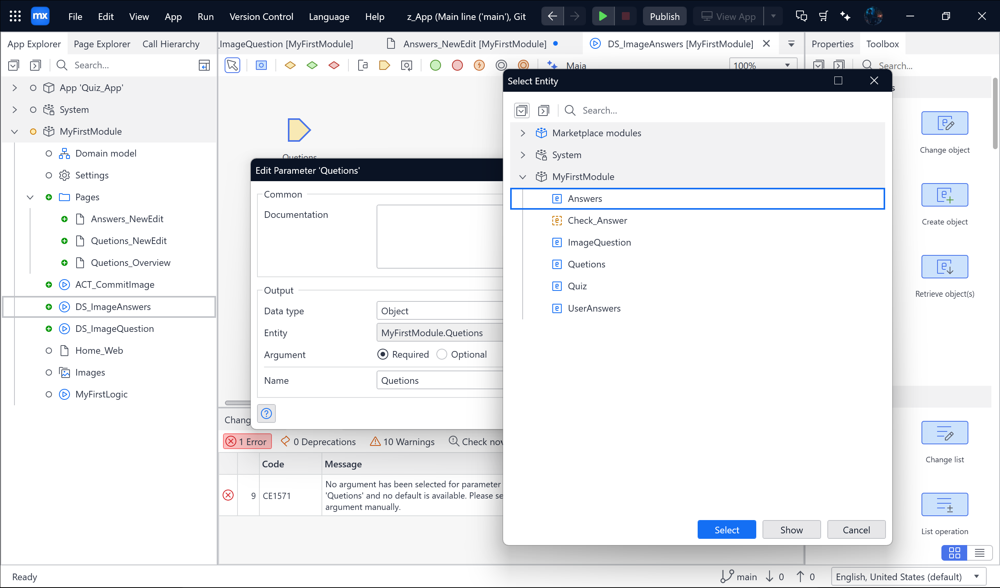 mx File Edit View App Run Version Control Language Help z_App (Main line ('main'), Git Publish View App
App Explorer Page Explorer Call Hierarchy
ImageQuestion [MyFirstModule] Answers_NewEdit [MyFirstModule] DS_ImageAnswers [MyFirstModule]
Properties Toolbox
Search...
Maia 100%
Search...
App 'Quiz_App'
System
MyFirstModule
Domain model
Settings
Pages
Answers_NewEdit
Quetions_NewEdit
Quetions_Overview
ACT_CommitImage
DS_ImageAnswers
DS_ImageQuestion
Home_Web
Images
MyFirstLogic
Quetions
Edit Parameter 'Quetions'
Common
Documentation
Output
Data type Object
Entity MyFirstModule.Quetions
Argument Required Optional
Name Quetions
Select Entity
Search...
Marketplace modules
System
MyFirstModule
Answers
Check_Answer
ImageQuestion
Quetions
Quiz
UserAnswers
Select Show Cancel
s
Change object
Create object
Retrieve object(s)
Change list
List operation
Chang
1 Error 0 Deprecations 10 Warnings Check now
Code Message
9 CE1571 No argument has been selected for parameter
'Quetions' and no default is available. Please se
argument manually.
Ready
main 0 0 English, United States (default)